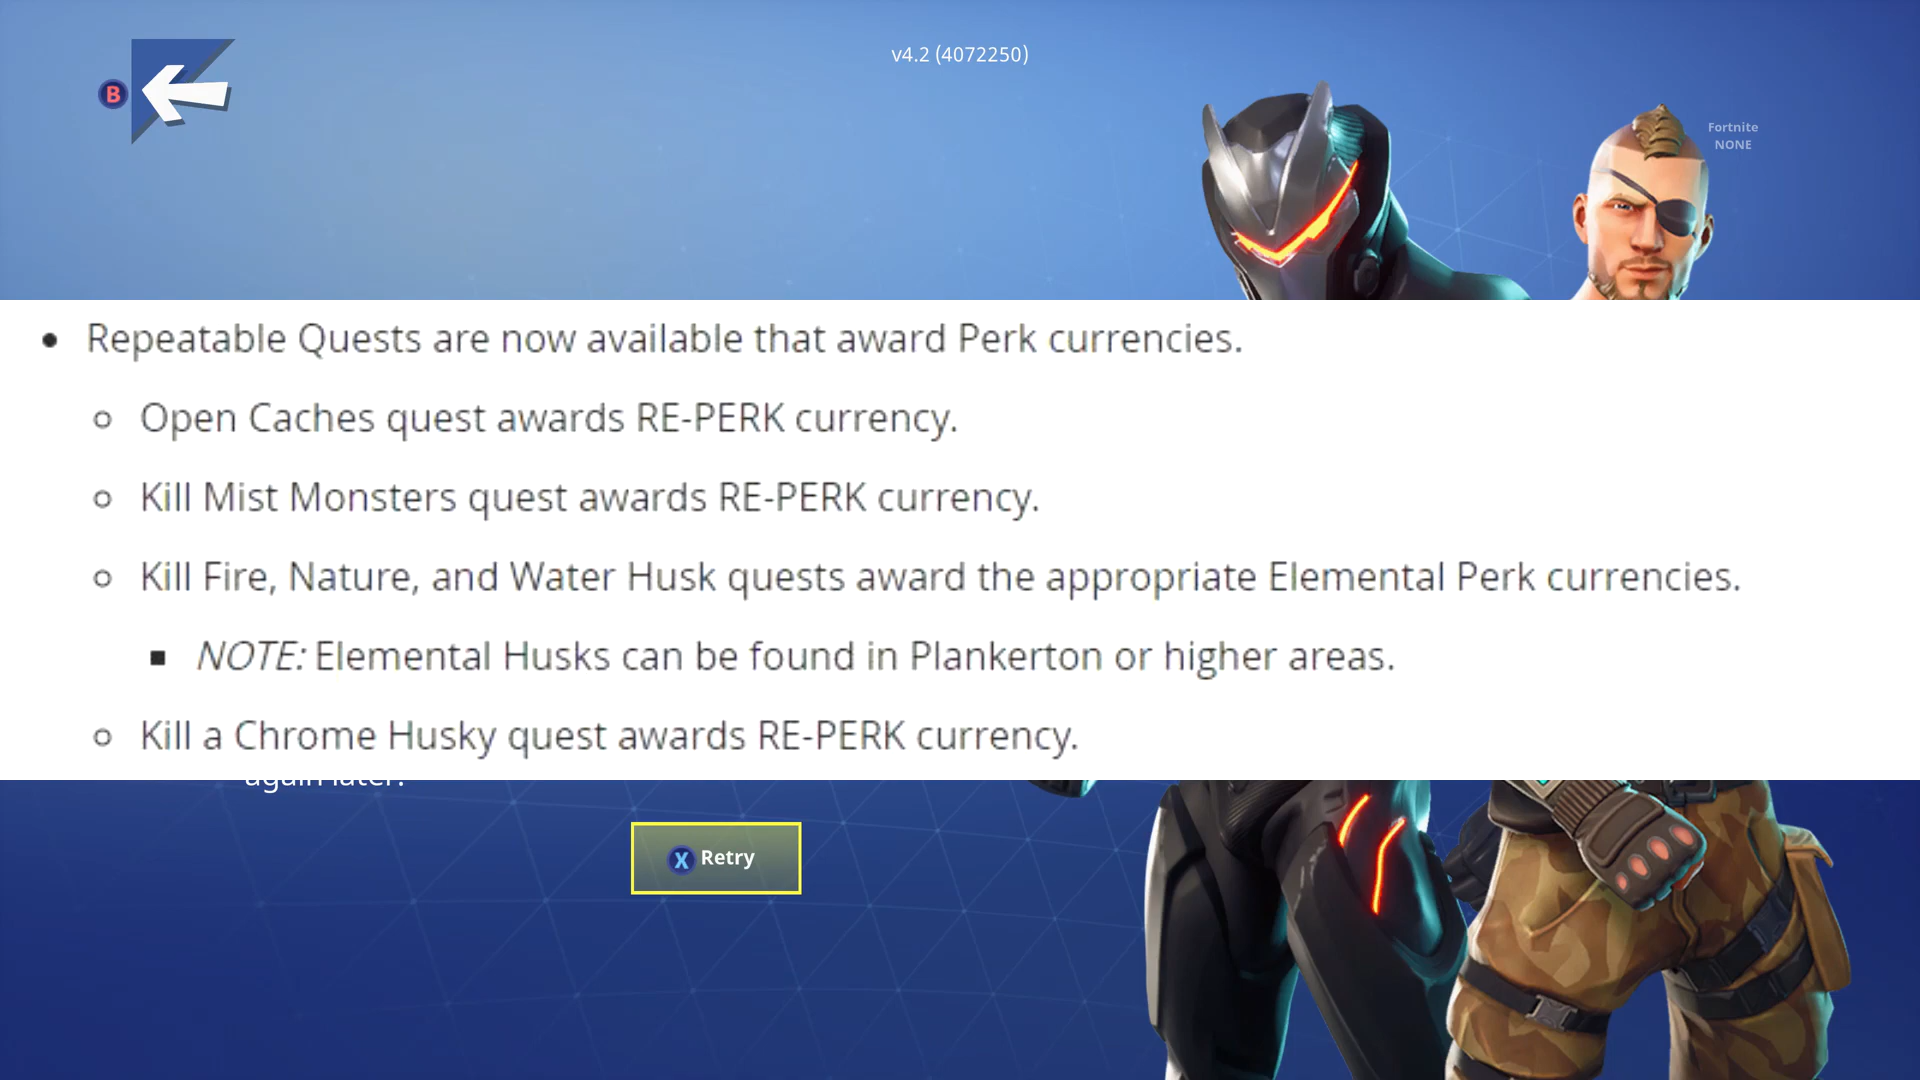 v4.2 (4072250)
B
Fortnite
NONE
Repeatable Quests are now available that award Perk currencies.
Open Caches quest awards RE-PERK currency.
Kill Mist Monsters quest awards RE-PERK currency.
Kill Fire, Nature, and Water Husk quests award the appropriate Elemental Perk currencies.
NOTE: Elemental Husks can be found in Plankerton or higher areas.
Kill a Chrome Husky quest awards RE-PERK currency.
again later.
X Retry